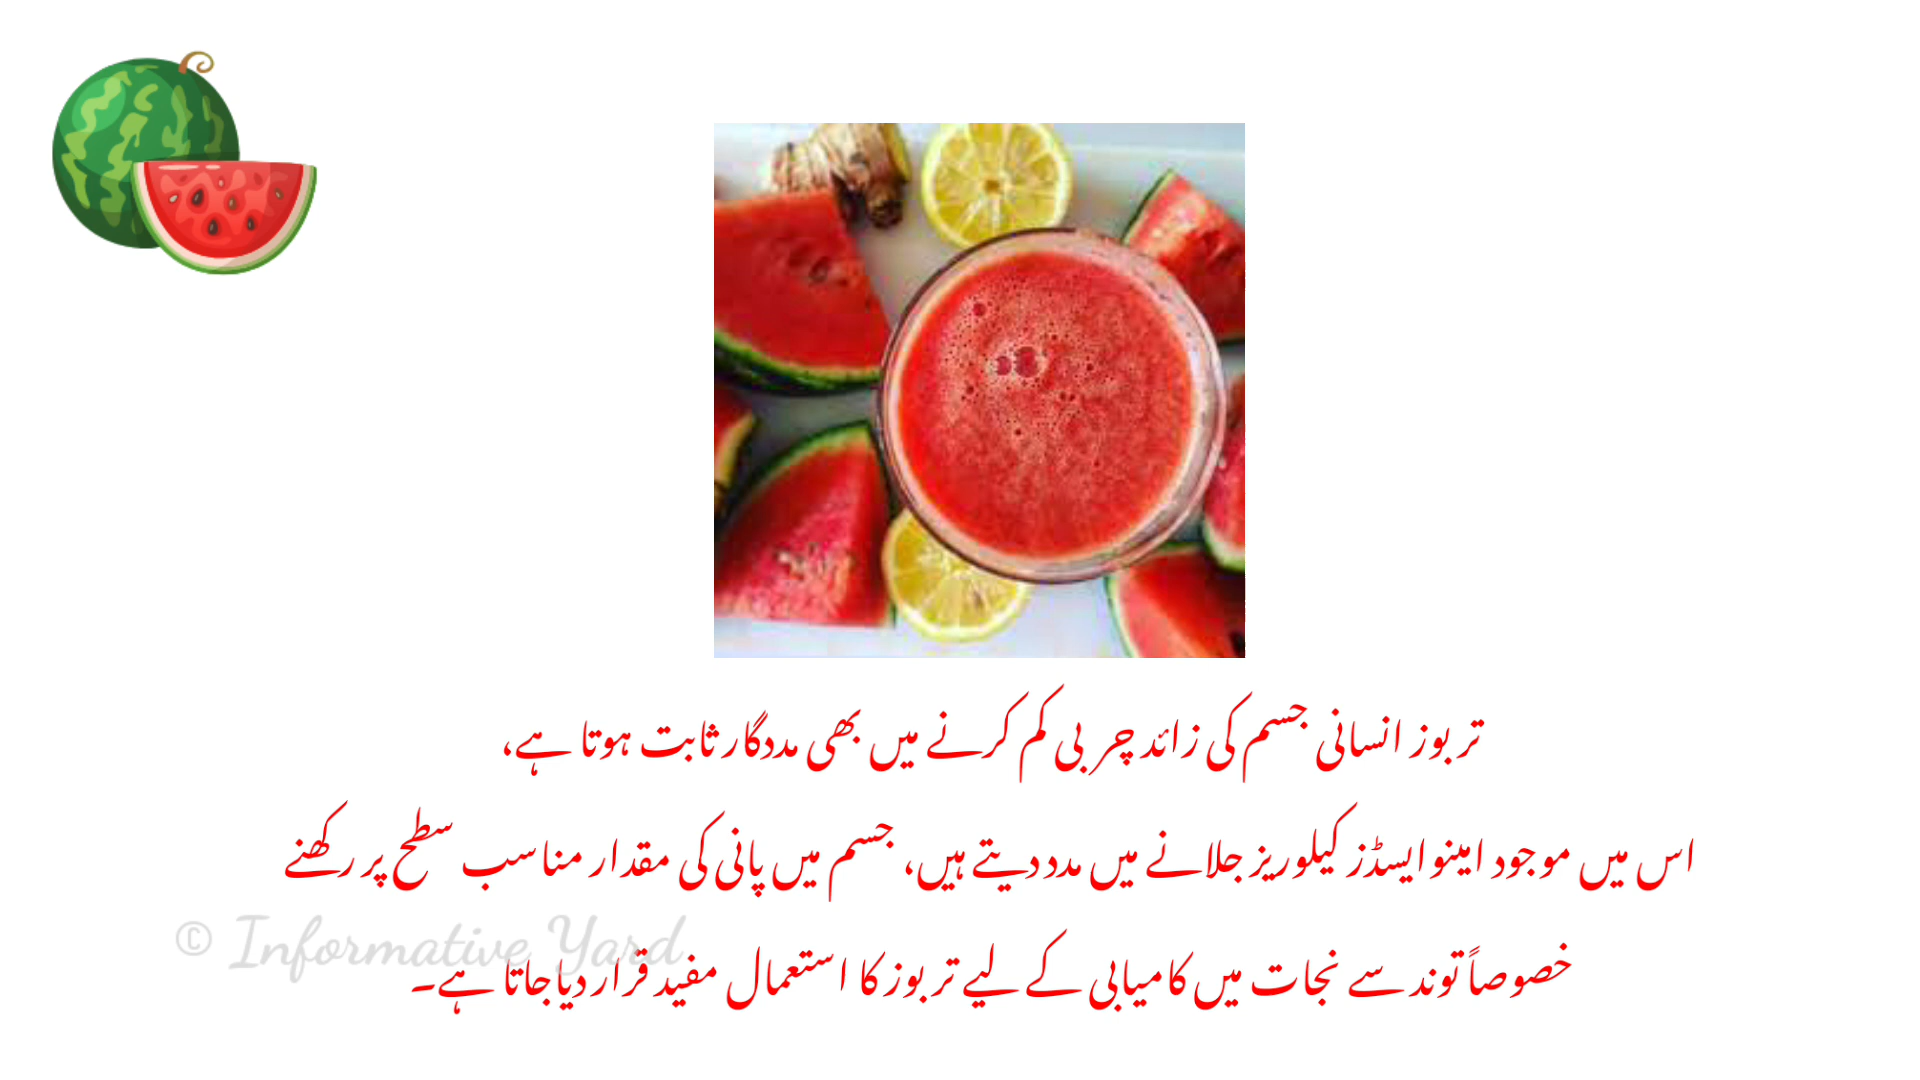 تربوز انسانی جسم کی زائد چربی کم کرنے میں بھی مددگار ثابت ہوتا ہے،
اس میں موجود امینو ایسڈز کیلوریز جلانے میں مدد دیتے ہیں، جسم میں پانی کی مقدار مناسب سطح پر رکھنے
خصوصاً توند سے نجات میں کامیابی کے لیے تربوز کا استعمال مفید قرار دیا جاتا ہے۔
© Informative Yard